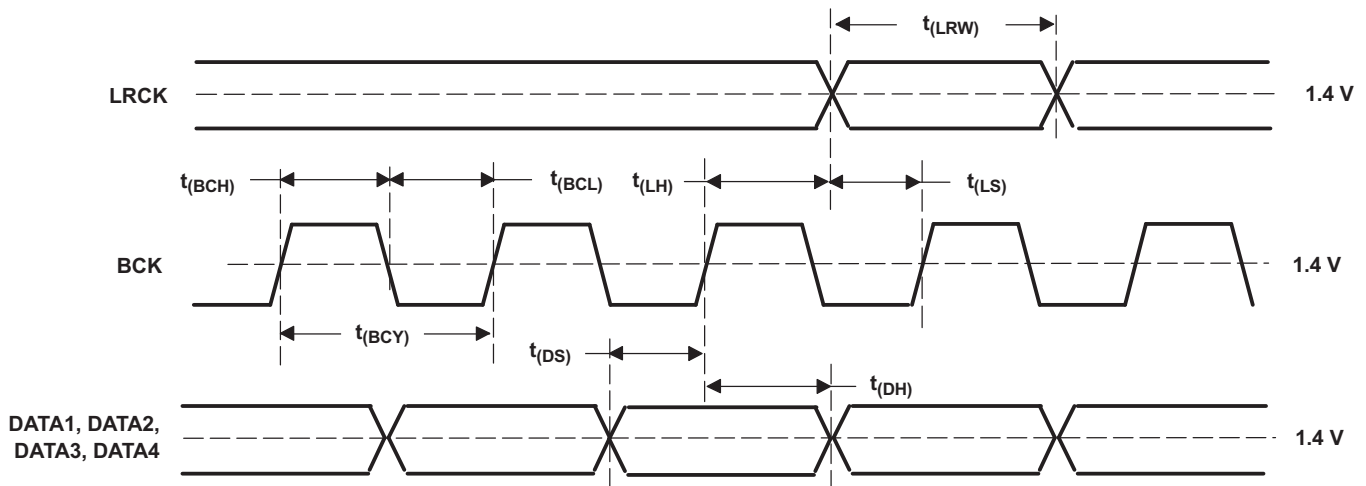 t(LRW)
LRCK
1.4 V
t(BCH)
t(BCL)
t(LH)
t(LS)
BCK
1.4 V
t(BCY)
t(DS)
t(DH)
DATA1, DATA2,
DATA3, DATA4
1.4 V